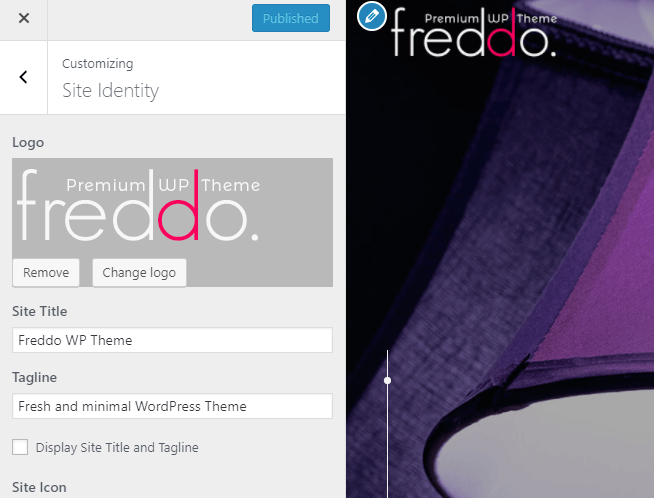 Published
Customizing
Site Identity
Logo
Premium WP Theme
freddo.
Remove
Change logo
Site Title
Freddo WP Theme
Tagline
Fresh and minimal WordPress Theme
Display Site Title and Tagline
Site Icon
Premium WP Theme
freddo.